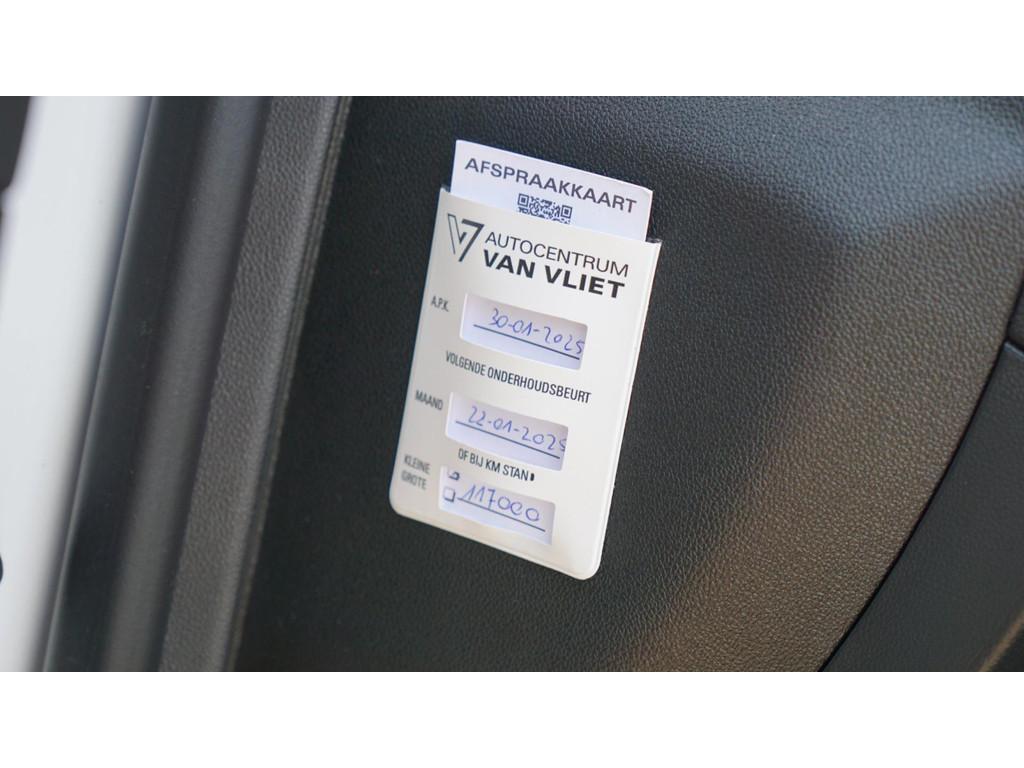 AFSPRAAKKAART
AUTOCENTRUM
VAN VLIET
A.P.K.
30-01-2025
VOLGENDE ONDERHOUDSBEURT
MAAND
22-01-2025
OF BIJ KM STAND
KLEINE
GROTE
117000